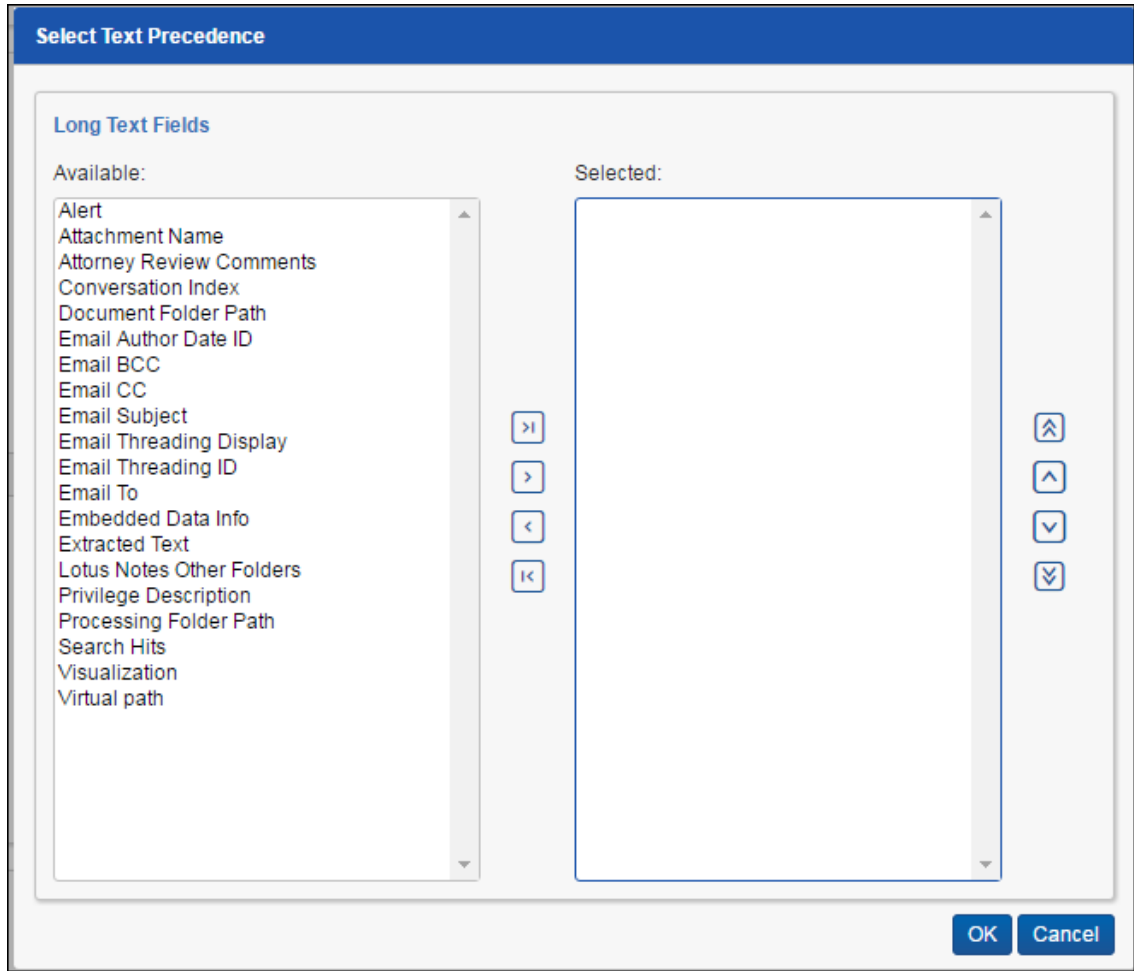 Select Text Precedence
Long Text Fields
Available:
Selected:
Alert
Attachment Name
Attorney Review Comments
Conversation Index
Document Folder Path
Email Author Date ID
Email BCC
Email CC
Email Subject
Email Threading Display
Email Threading ID
Email To
Embedded Data Info
Extracted Text
Lotus Notes Other Folders
Privilege Description
Processing Folder Path
Search Hits
Visualization
Virtual path
OK
Cancel